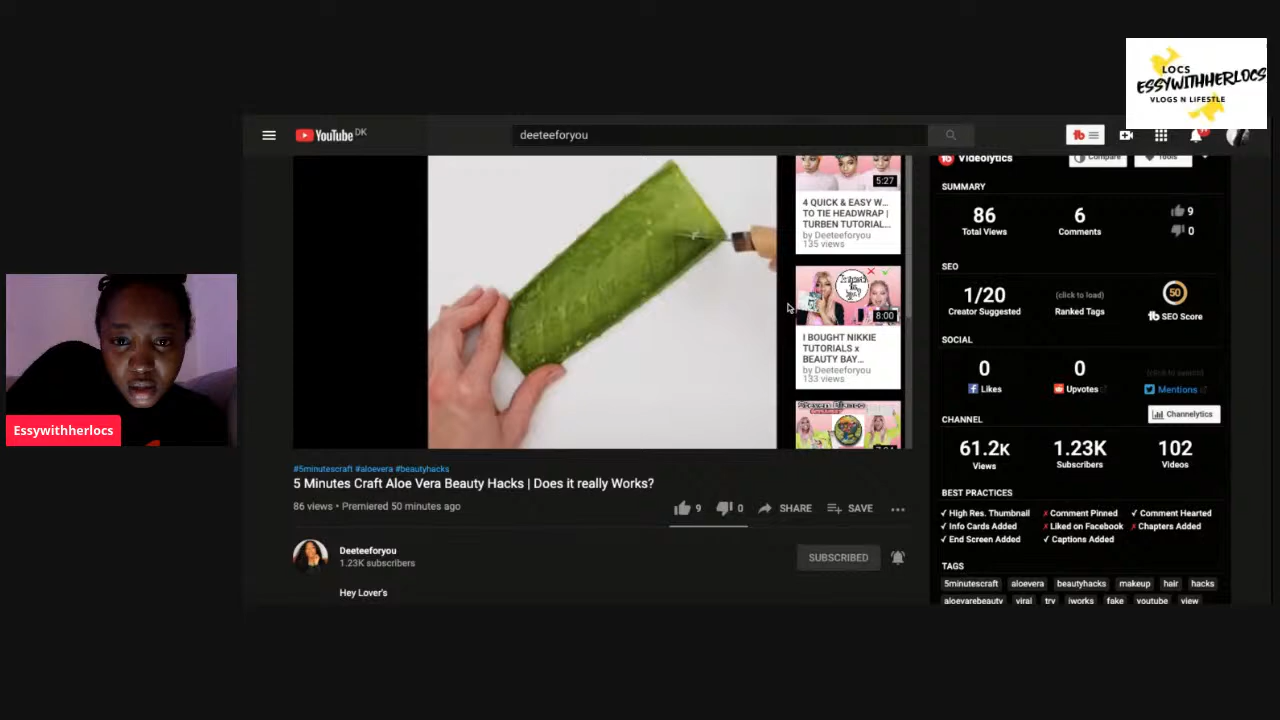 LOCS
ESSYWITHHERLOCS
VLOGS N LIFESTLE
YouTube DK
deeteeforyou
5:27
4 QUICK & EASY W...
TO TIE HEADWRAP |
TURBEN TUTORIAL...
by Deeteeforyou
135 views
8:00
I BOUGHT NIKKIE
TUTORIALS x
BEAUTY BAY...
by Deeteeforyou
133 views
Videolytics
Compare
Tools
SUMMARY
86
Total Views
6
Comments
9
0
SEO
1/20
Creator Suggested
(click to load)
Ranked Tags
50
tb SEO Score
SOCIAL
0
Likes
0
Upvotes
Mentions
CHANNEL
Channelytics
61.2K
Views
1.23K
Subscribers
102
Videos
BEST PRACTICES
✓ High Res. Thumbnail ✗ Comment Pinned ✓ Comment Hearted
✓ Info Cards Added ✗ Liked on Facebook ✗ Chapters Added
✓ End Screen Added ✓ Captions Added
TAGS
5minutescraft aloevera beautyhacks makeup hair hacks
aloevarebeauty viral try iworks fake youtube view
Essywithherlocs
#5minutescraft #aloevera #beautyhacks
5 Minutes Craft Aloe Vera Beauty Hacks | Does it really Works?
86 views • Premiered 50 minutes ago
9 0 SHARE SAVE
Deeteeforyou
1.23K subscribers
SUBSCRIBED
Hey Lover's